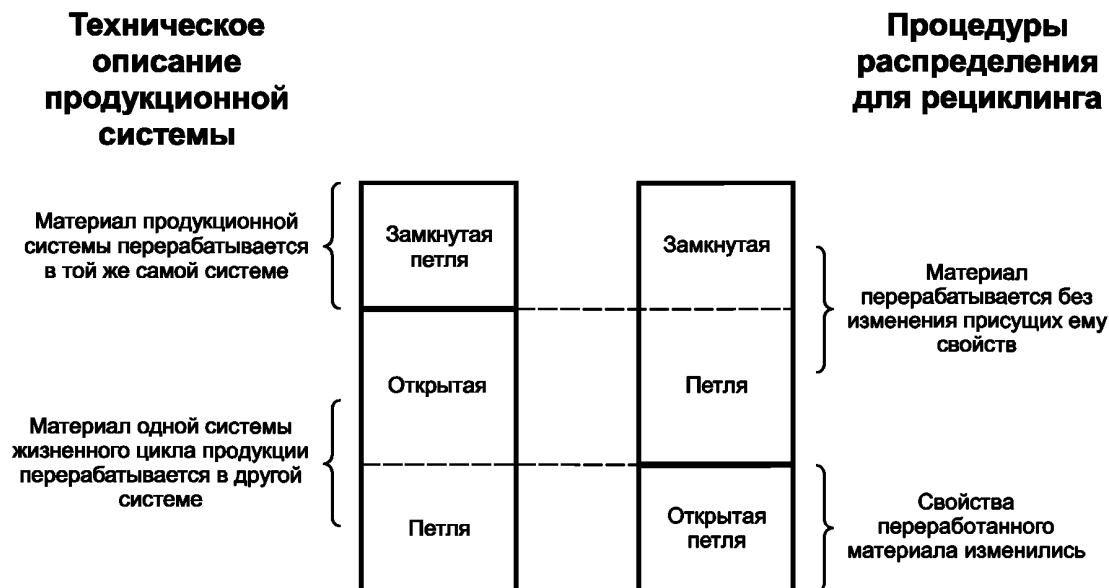 Техническое
описание
продукционной
системы
Процедуры
распределения
для рециклинга
Материал продукционной
системы перерабатывается
в той же самой системе
Замкнутая
петля
Замкнутая
Материал
перерабатывается без
изменения присущих ему
свойств
Открытая
Петля
Материал одной системы
жизненного цикла продукции
перерабатывается в другой
системе
Петля
Открытая
петля
Свойства
переработанного
материала изменились